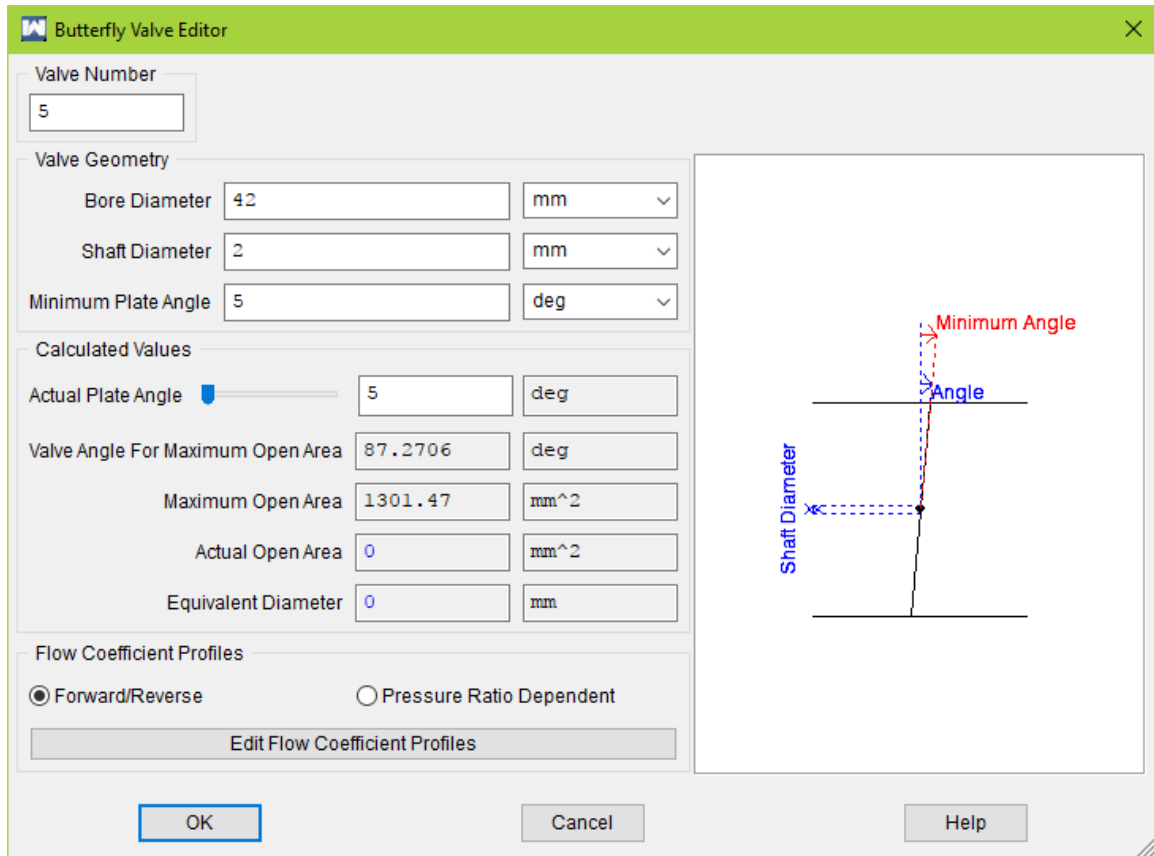 Butterfly Valve Editor
Valve Number
5
Valve Geometry
Bore Diameter 42 mm
Shaft Diameter 2 mm
Minimum Plate Angle 5 deg
Calculated Values
Actual Plate Angle 5 deg
Valve Angle For Maximum Open Area 87.2706 deg
Maximum Open Area 1301.47 mm^2
Actual Open Area 0 mm^2
Equivalent Diameter 0 mm
Flow Coefficient Profiles
Forward/Reverse Pressure Ratio Dependent
Edit Flow Coefficient Profiles
Minimum Angle
Angle
Shaft Diameter
OK Cancel Help